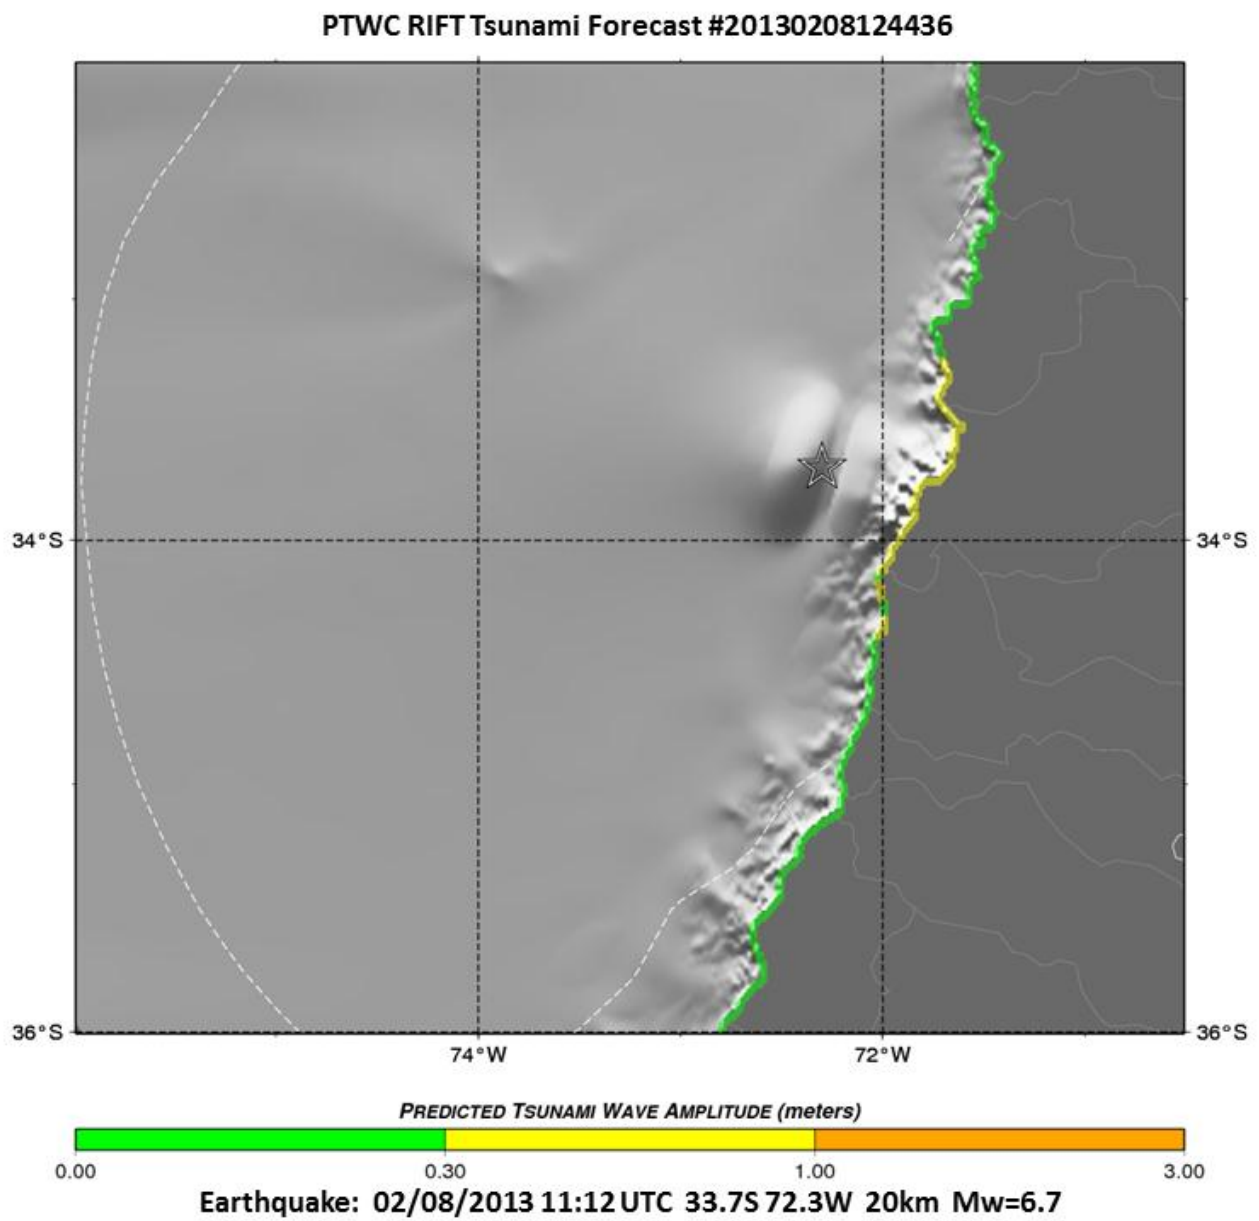 PTWC RIFT Tsunami Forecast #20130208124436
34°S 34°S
36°S 36°S
74°W 72°W
PREDICTED TSUNAMI WAVE AMPLITUDE (meters)
0.00 0.30 1.00 3.00
Earthquake: 02/08/2013 11:12 UTC 33.7S 72.3W 20km Mw=6.7